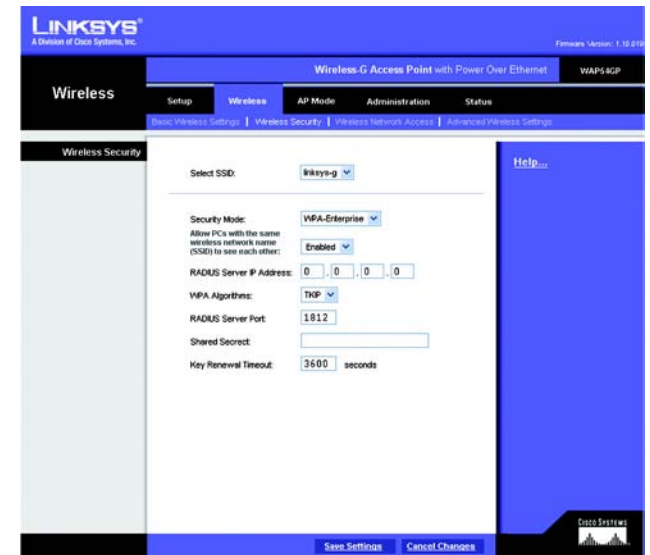 LINKSYS®
A Division of Cisco Systems, Inc.
Firmware Version: 1.10
Wireless-G Access Point with Power Over Ethernet
WAP54GP
Wireless
Setup
Wireless
AP Mode
Administration
Status
Basic Wireless Settings | Wireless Security | Wireless Network Access | Advanced Wireless Settings
Wireless Security
Help...
Select SSID: linksys-g
Security Mode: WPA-Enterprise
Allow PCs with the same
wireless network name
(SSID) to see each other: Enabled
RADIUS Server IP Address: 0 . 0 . 0 . 0
WPA Algorithms: TKIP
RADIUS Server Port: 1812
Shared Secrect:
Key Renewal Timeout: 3600 seconds
CISCO SYSTEMS
Save Settings
Cancel Changes